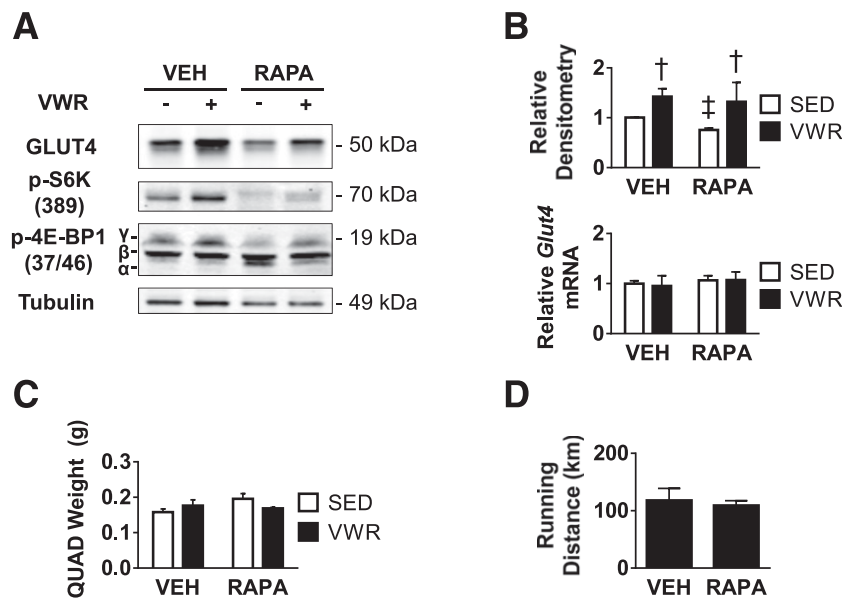 A
VEH RAPA
VWR - + - +
GLUT4 - 50 kDa
p-S6K
(389) - 70 kDa
p-4E-BP1
(37/46) γ- β- α- - 19 kDa
Tubulin - 49 kDa
B
Relative
Densitometry
2
1
0
† ‡ †
VEH RAPA
SED
VWR
Relative Glut4
mRNA
2
1
0
VEH RAPA
SED
VWR
C
QUAD Weight (g)
0.3
0.2
0.1
0.0
VEH RAPA
SED
VWR
D
Running
Distance (km)
200
100
0
VEH RAPA